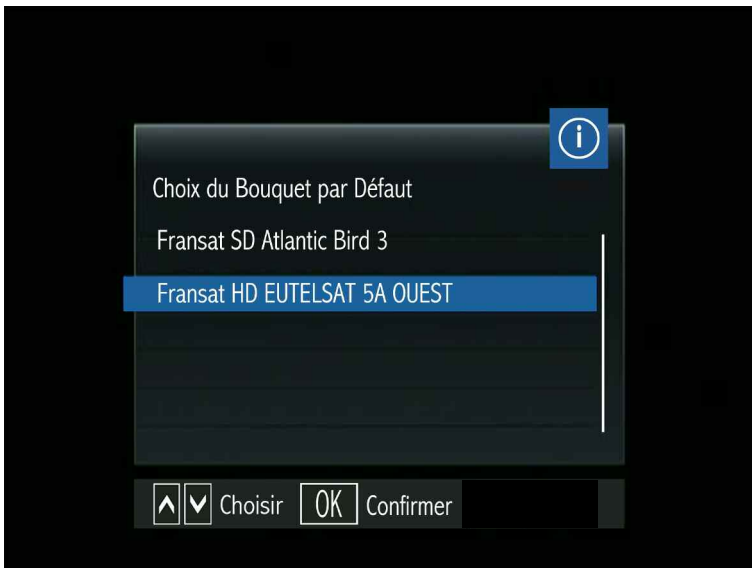 i
Choix du Bouquet par Défaut
Fransat SD Atlantic Bird 3
Fransat HD EUTELSAT 5A OUEST
Choisir OK Confirmer